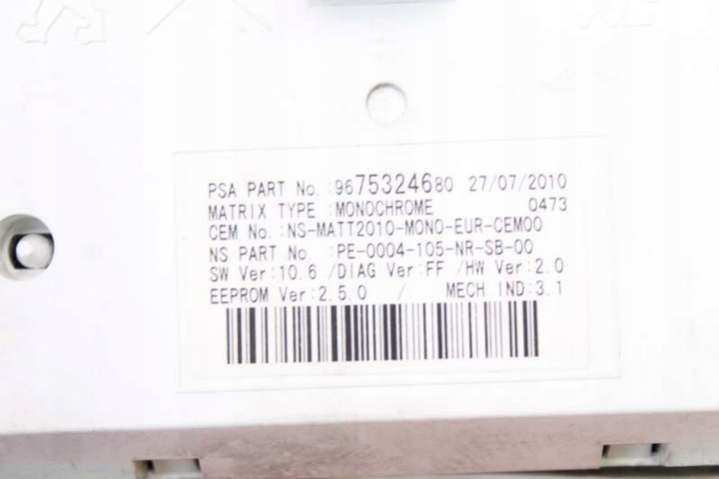 PSA PART No. :9675324680 27/07/2010
MATRIX TYPE :MONOCHROME 0473
CEM No. :NS-MATT2010-MONO-EUR-CEM00
NS PART No. :PE-0004-105-NR-SB-00
SW Ver:10.6 /DIAG Ver:FF /HW Ver:2.0
EEPROM Ver:2.5.0 / MECH IND:3.1